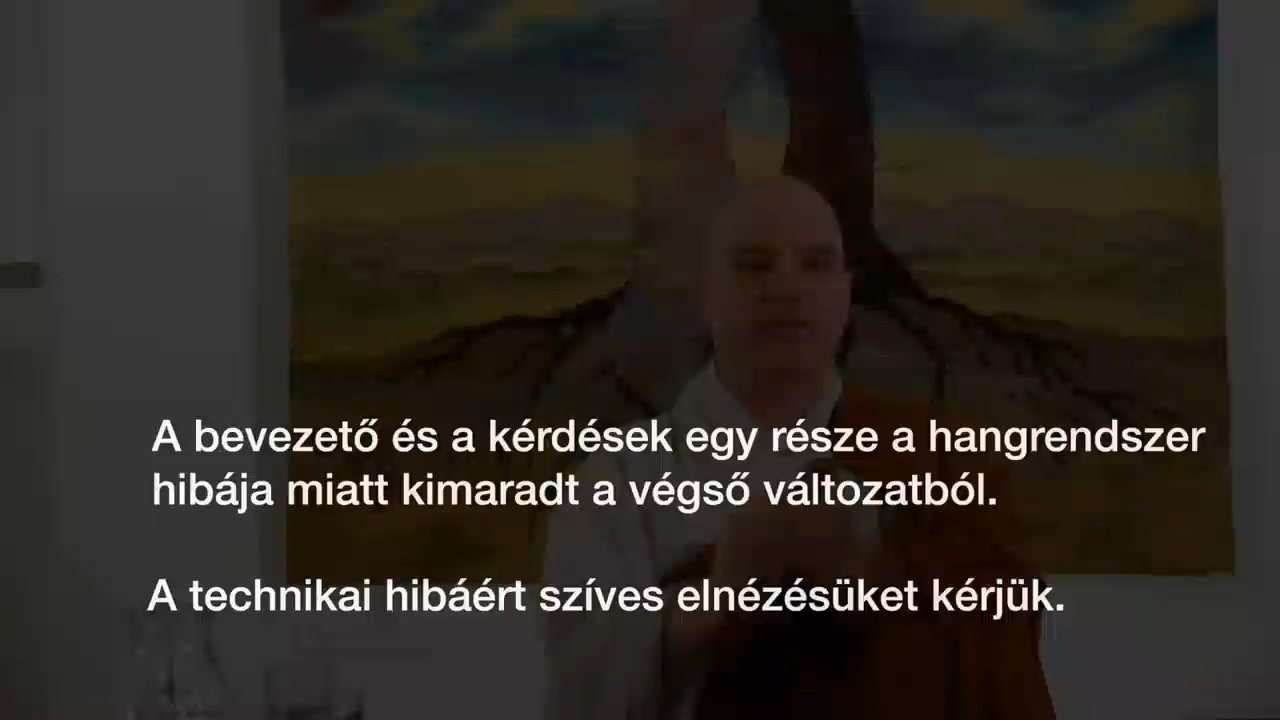 A bevezető és a kérdések egy része a hangrendszer
hibája miatt kimaradt a végső változatból.
A technikai hibáért szíves elnézésüket kérjük.